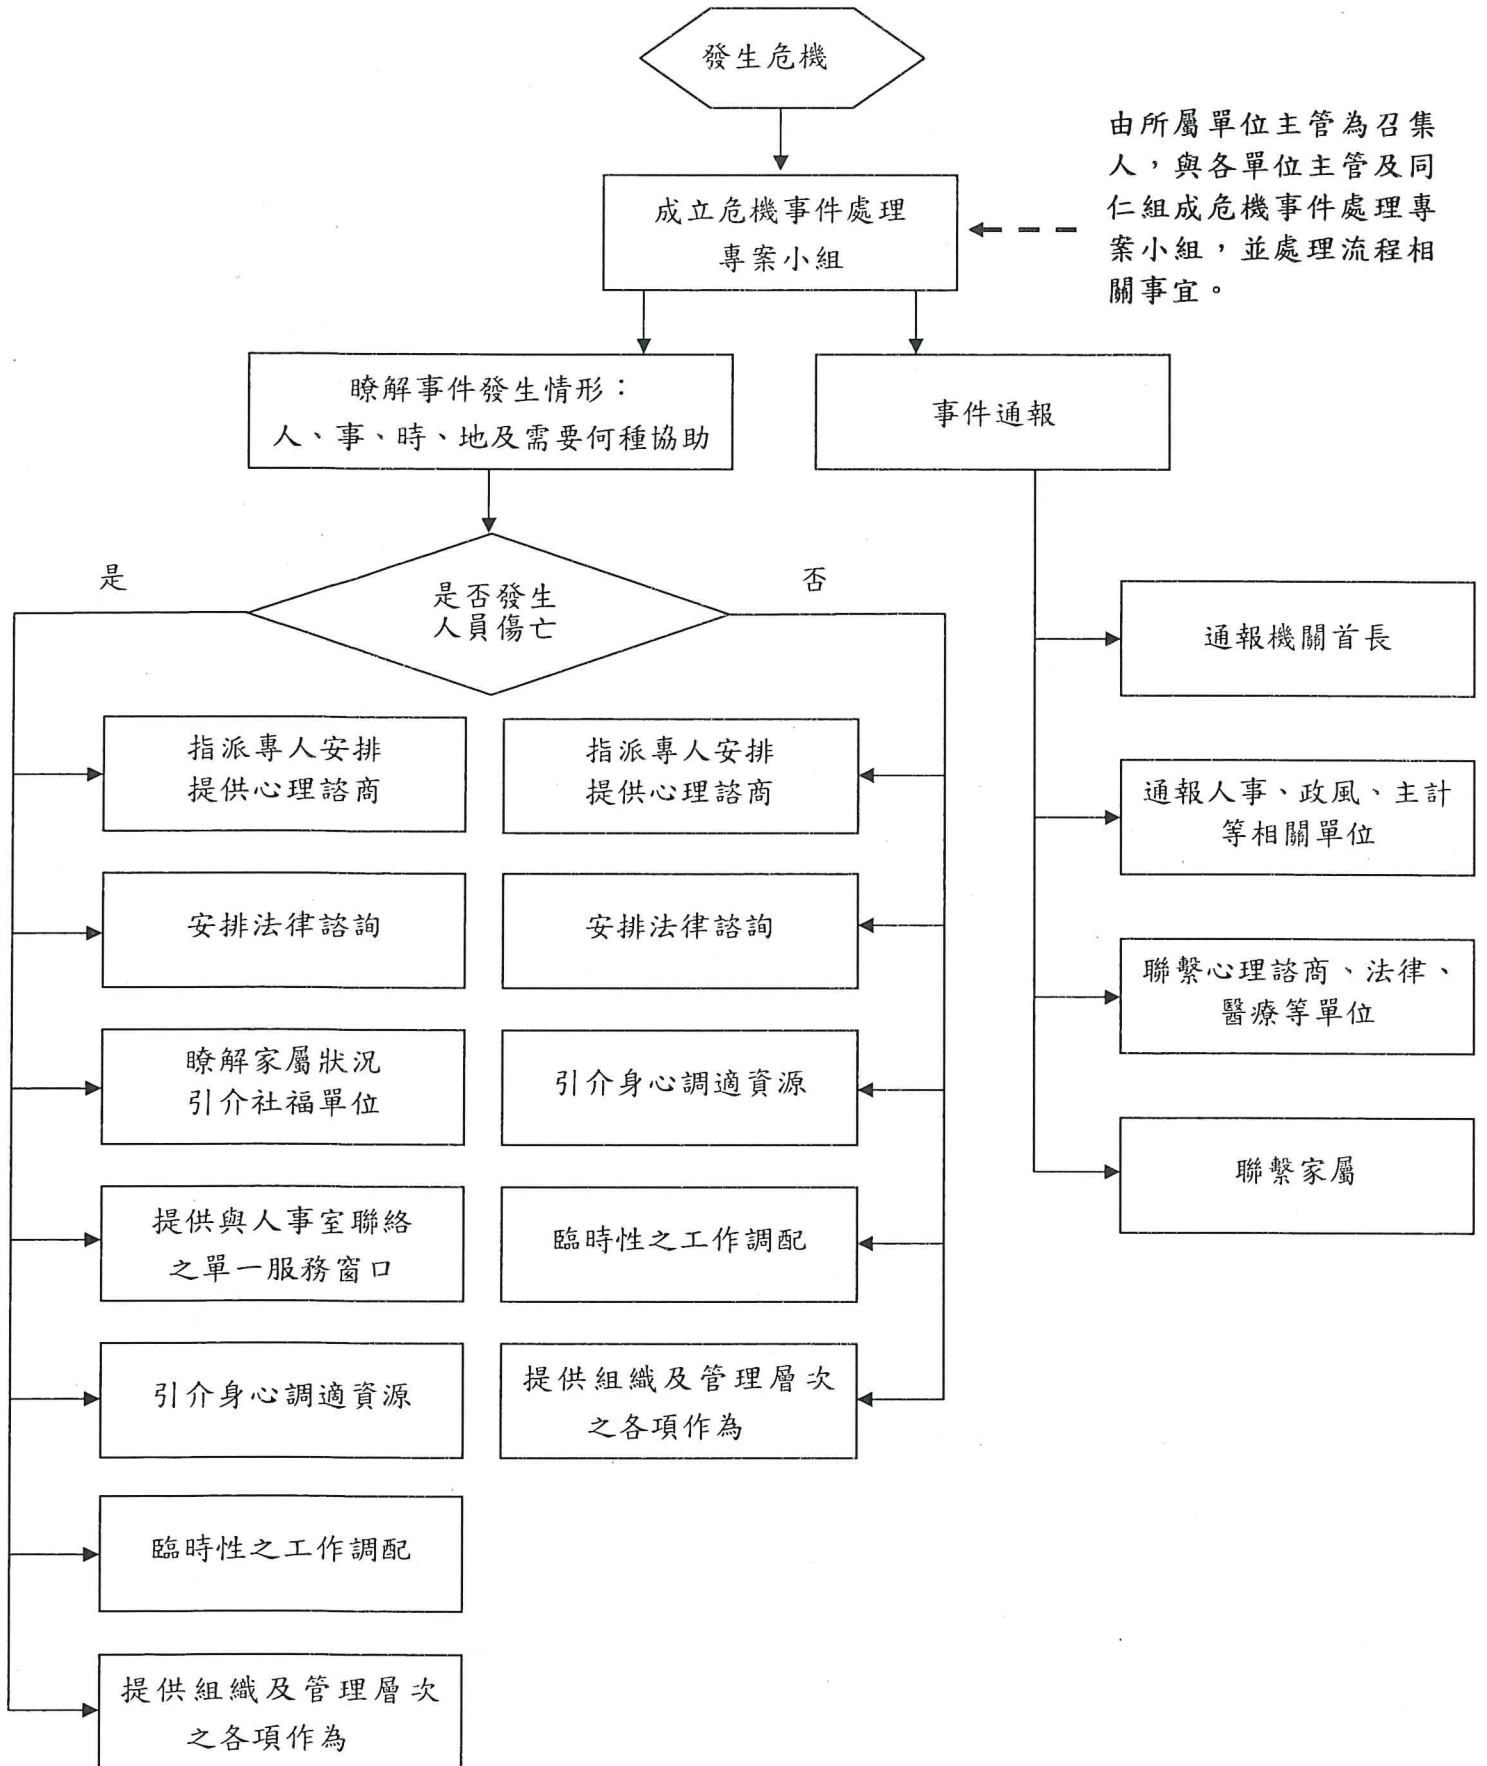 發生危機
由所屬單位主管為召集
人，與各單位主管及同
仁組成危機事件處理專
案小組，並處理流程相
關事宜。
成立危機事件處理
專案小組
瞭解事件發生情形：
人、事、時、地及需要何種協助
事件通報
是
是否發生
人員傷亡
否
指派專人安排
提供心理諮商
安排法律諮詢
瞭解家屬狀況
引介社福單位
提供與人事室聯絡
之單一服務窗口
引介身心調適資源
臨時性之工作調配
提供組織及管理層次
之各項作為
指派專人安排
提供心理諮商
安排法律諮詢
引介身心調適資源
臨時性之工作調配
提供組織及管理層次
之各項作為
通報機關首長
通報人事、政風、主計
等相關單位
聯繫心理諮商、法律、
醫療等單位
聯繫家屬